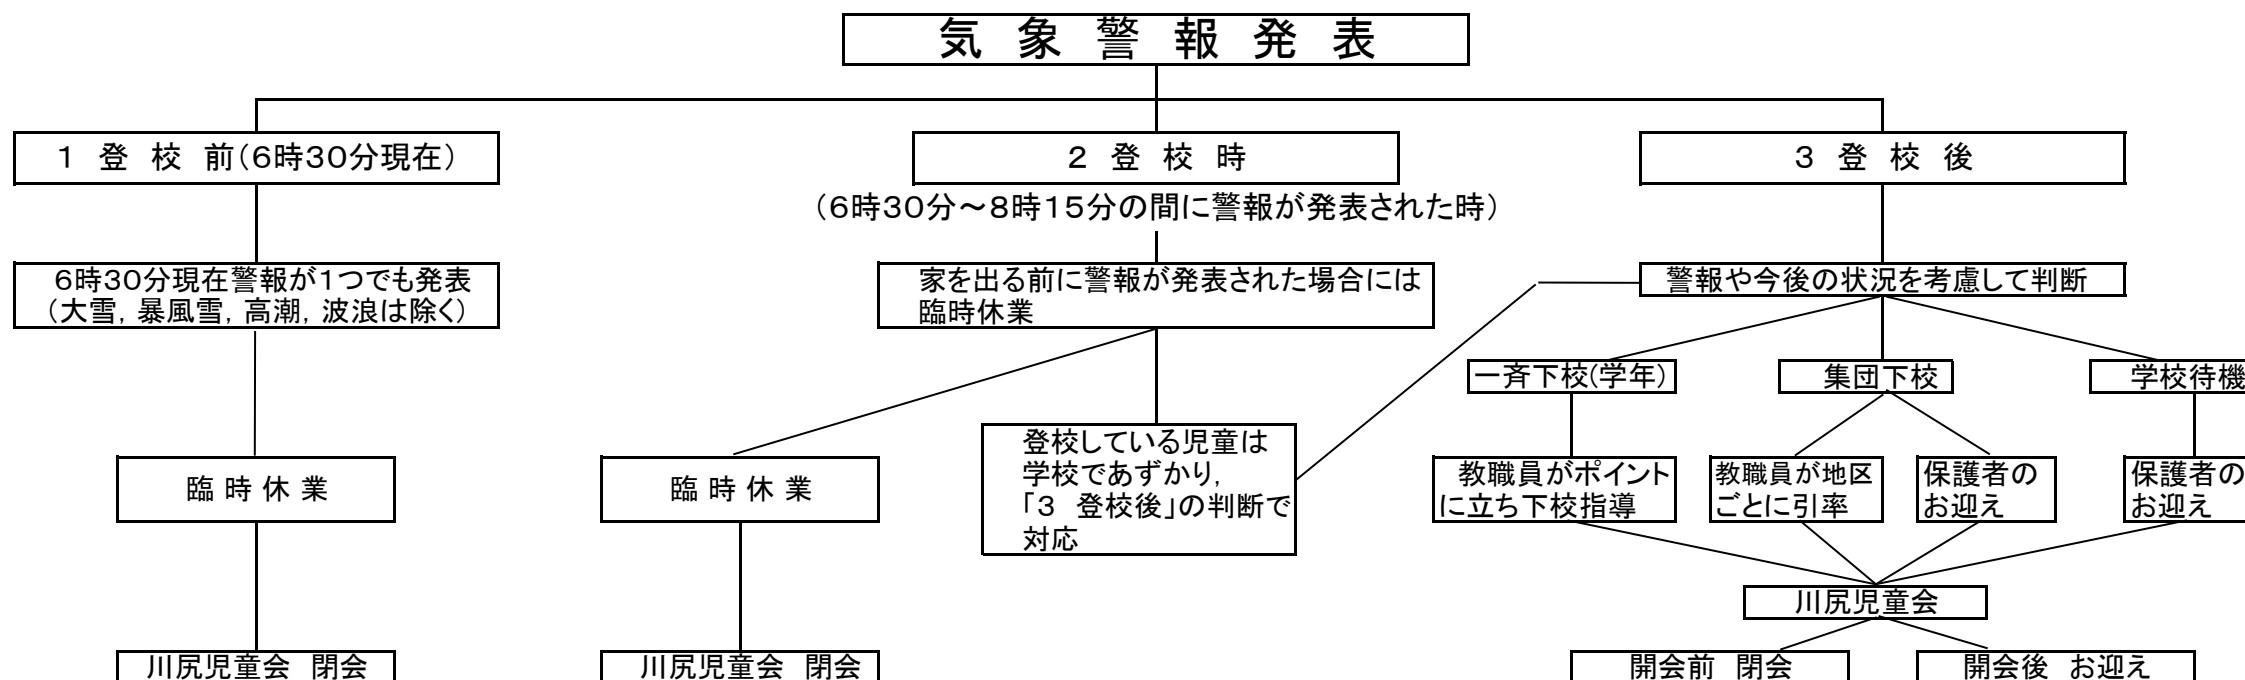 気 象 警 報 発 表
1 登 校 前(6時30分現在)
2 登 校 時
3 登 校 後
(6時30分～8時15分の間に警報が発表された時)
6時30分現在警報が1つでも発表
(大雪,暴風雪,高潮,波浪は除く)
家を出る前に警報が発表された場合には
臨時休業
警報や今後の状況を考慮して判断
一斉下校(学年)
集団下校
学校待機
登校している児童は
学校であずかり,
「3 登校後」の判断で
対応
臨 時 休 業
臨 時 休 業
教職員がポイント
に立ち下校指導
教職員が地区
ごとに引率
保護者の
お迎え
保護者の
お迎え
川尻児童会
川尻児童会 閉会
川尻児童会 閉会
開会前 閉会
開会後 お迎え